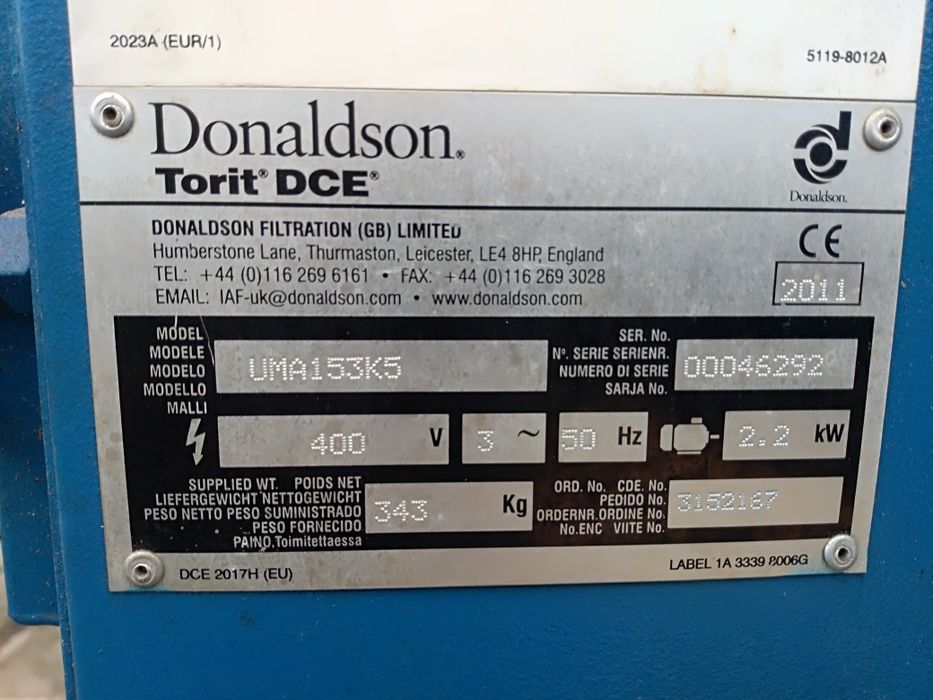 2023A (EUR/1)
5119-8012A
Donaldson.
Torit® DCE®
Donaldson.
DONALDSON FILTRATION (GB) LIMITED
Humberstone Lane, Thurmaston, Leicester, LE4 8HP, England
TEL: +44 (0)116 269 6161 • FAX: +44 (0)116 269 3028
EMAIL: IAF-uk@donaldson.com • www.donaldson.com
CE
2011
MODEL
MODELE
MODELO
MODELLO
MALLI
UMA153K5
SER. No.
Nº. SERIE SERIENR.
NUMERO DI SERIE
SARJA No.
00046292
400 V
3 ~
50 Hz
2.2 kW
SUPPLIED WT. POIDS NET
LIEFERGEWICHT NETTOGEWICHT
PESO NETTO PESO SUMINISTRADO
PESO FORNECIDO
PAINO.Toimitettaessa
343 Kg
ORD. No. CDE. No.
PEDIDO No.
ORDERNR.ORDINE No.
No.ENC VIITE No.
3152167
DCE 2017H (EU)
LABEL 1A 3339 8006G